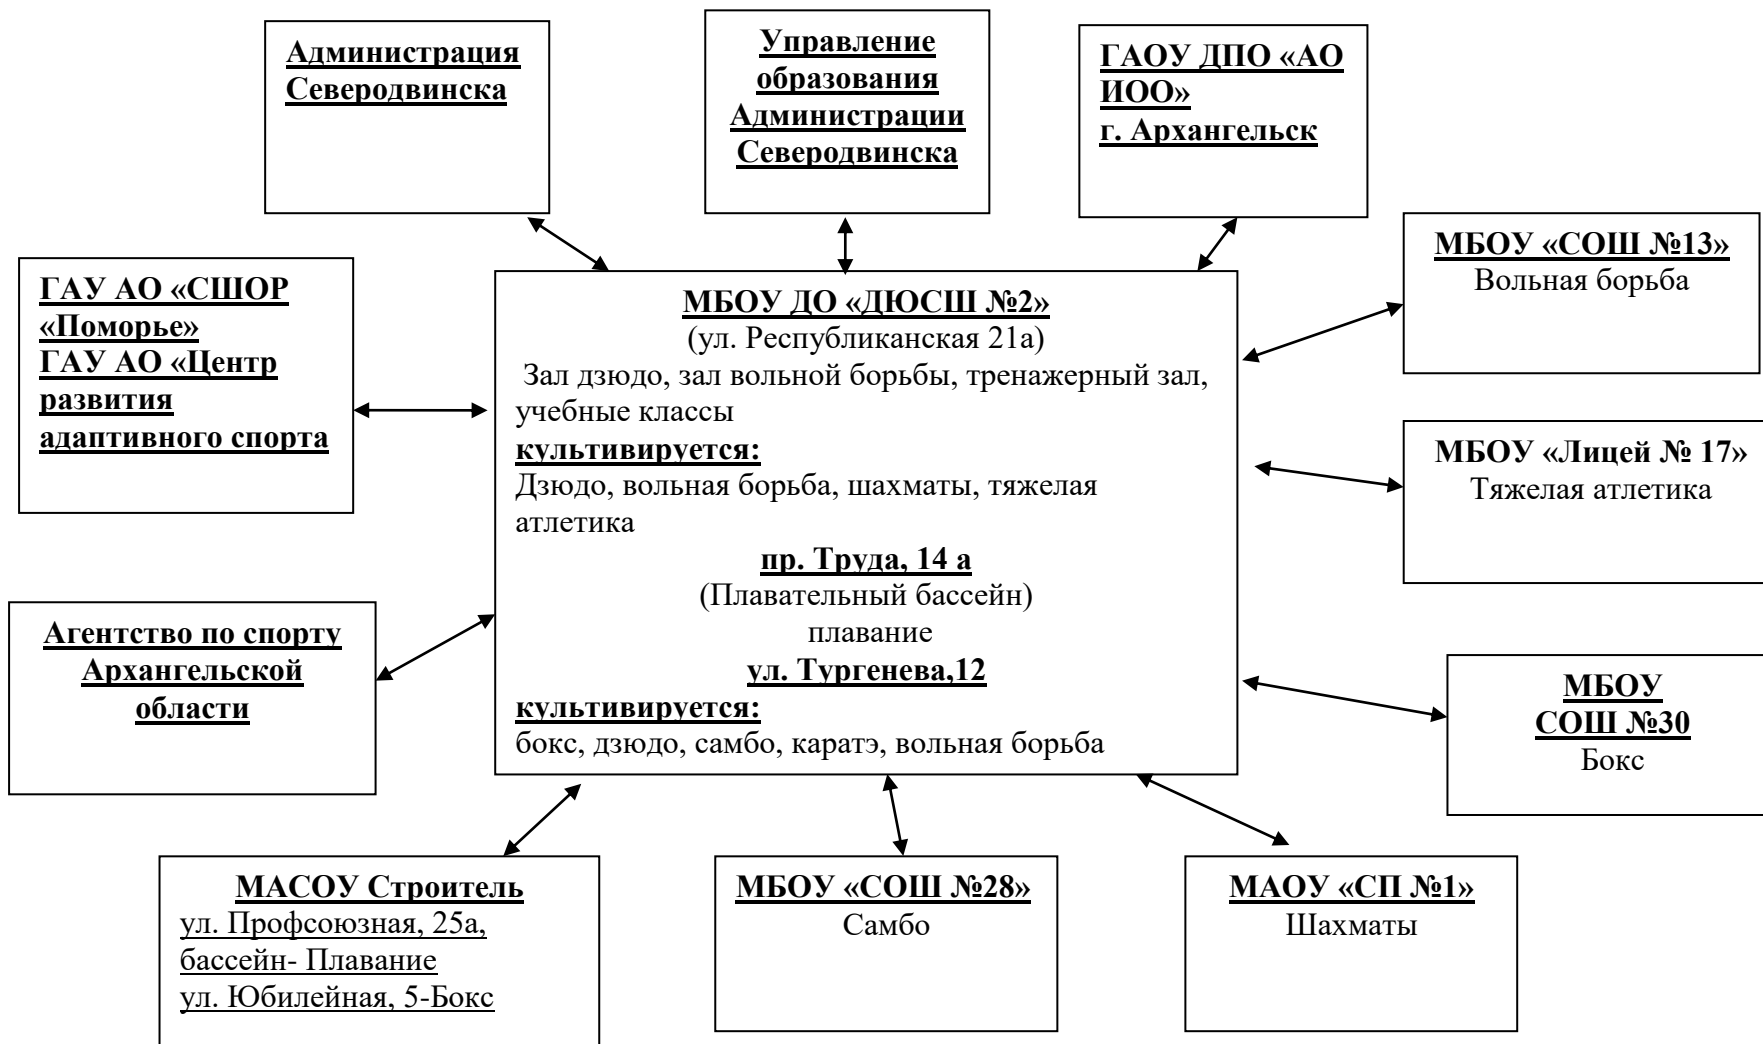 Администрация
Северодвинска
Управление
образования
Администрации
Северодвинска
ГАОУ ДПО «АО
ИОО»
г. Архангельск
ГАУ АО «СШОР
«Поморье»
ГАУ АО «Центр
развития
адаптивного спорта
МБОУ ДО «ДЮСШ №2»
(ул. Республиканская 21а)
Зал дзюдо, зал вольной борьбы, тренажерный зал,
учебные классы
культивируется:
Дзюдо, вольная борьба, шахматы, тяжелая
атлетика
пр. Труда, 14 а
(Плавательный бассейн)
плавание
ул. Тургенева,12
культивируется:
бокс, дзюдо, самбо, каратэ, вольная борьба
МБОУ «СОШ №13»
Вольная борьба
МБОУ «Лицей № 17»
Тяжелая атлетика
Агентство по спорту
Архангельской
области
МБОУ
СОШ №30
Бокс
МАСОУ Строитель
ул. Профсоюзная, 25а,
бассейн- Плавание
ул. Юбилейная, 5-Бокс
МБОУ «СОШ №28»
Самбо
МАОУ «СП №1»
Шахматы